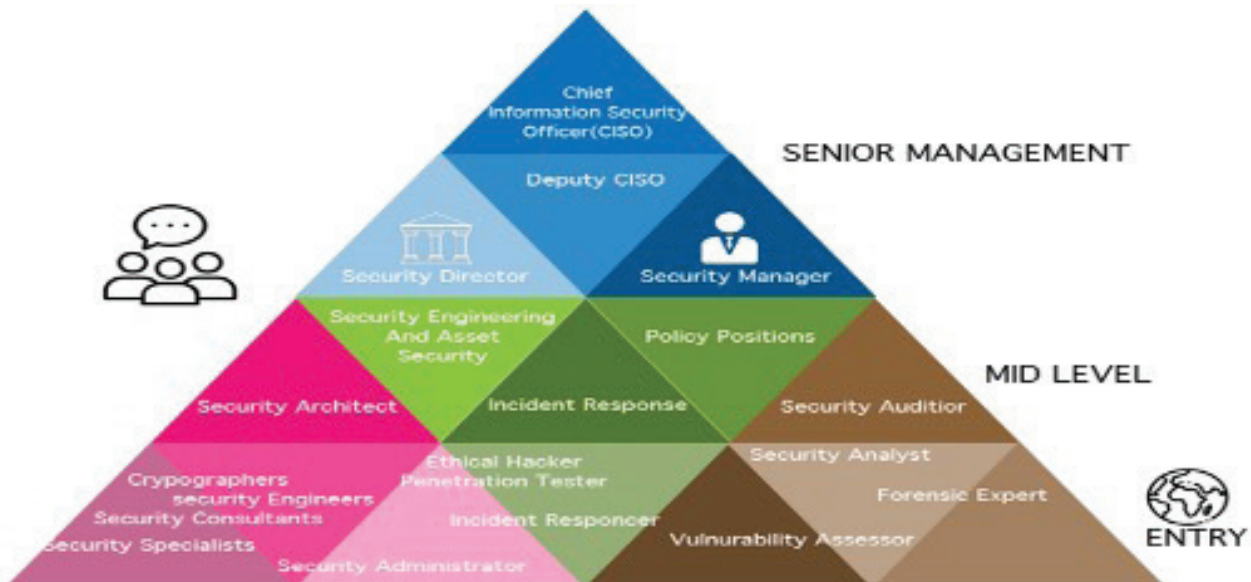 Chief
Information Security
Officer(CISO)
SENIOR MANAGEMENT
Deputy CISO
Security Director
Security Manager
Security Engineering
And Asset
Security
Policy Positions
MID LEVEL
Security Architect
Incident Response
Security Auditior
Ethical Hacker
Penetration Tester
Security Analyst
Crypographers
security Engineers
Forensic Expert
Security Consultants
Incident Responcer
Vulnurability Assessor
ENTRY
Security Specialists
Security Administrator